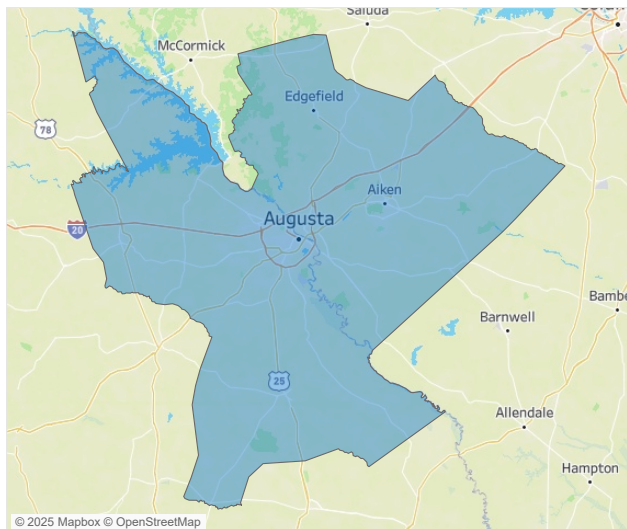 Saluda
McCormick
Edgefield
78
Aiken
Augusta
20
Bambe
Barnwell
25
Allendale
Hampton
© 2025 Mapbox © OpenStreetMap